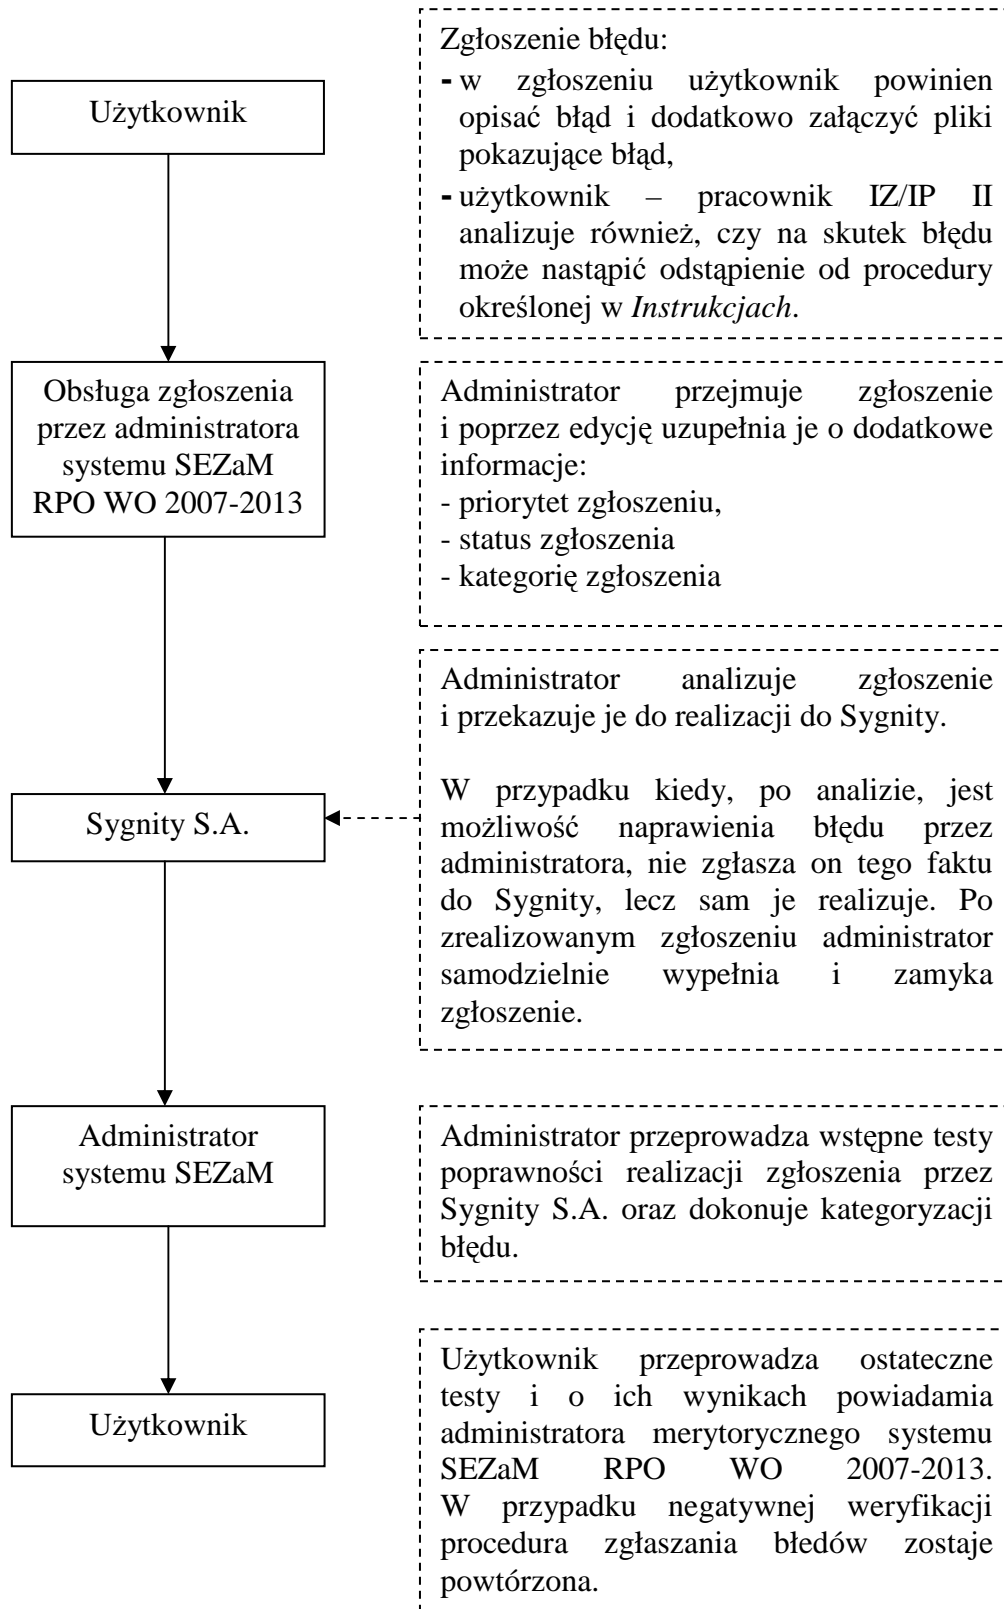 Użytkownik
Zgłoszenie błędu:
- w zgłoszeniu użytkownik powinien
opisać błąd i dodatkowo załączyć pliki
pokazujące błąd,
- użytkownik – pracownik IZ/IP II
analizuje również, czy na skutek błędu
może nastąpić odstąpienie od procedury
określonej w Instrukcjach.
Obsługa zgłoszenia
przez administratora
systemu SEZaM
RPO WO 2007-2013
Administrator przejmuje zgłoszenie
i poprzez edycję uzupełnia je o dodatkowe
informacje:
- priorytet zgłoszeniu,
- status zgłoszenia
- kategorię zgłoszenia
Sygnity S.A.
Administrator analizuje zgłoszenie
i przekazuje je do realizacji do Sygnity.
W przypadku kiedy, po analizie, jest
możliwość naprawienia błędu przez
administratora, nie zgłasza on tego faktu
do Sygnity, lecz sam je realizuje. Po
zrealizowanym zgłoszeniu administrator
samodzielnie wypełnia i zamyka
zgłoszenie.
Administrator
systemu SEZaM
Administrator przeprowadza wstępne testy
poprawności realizacji zgłoszenia przez
Sygnity S.A. oraz dokonuje kategoryzacji
błędu.
Użytkownik
Użytkownik przeprowadza ostateczne
testy i o ich wynikach powiadamia
administratora merytorycznego systemu
SEZaM RPO WO 2007-2013.
W przypadku negatywnej weryfikacji
procedura zgłaszania błedów zostaje
powtórzona.